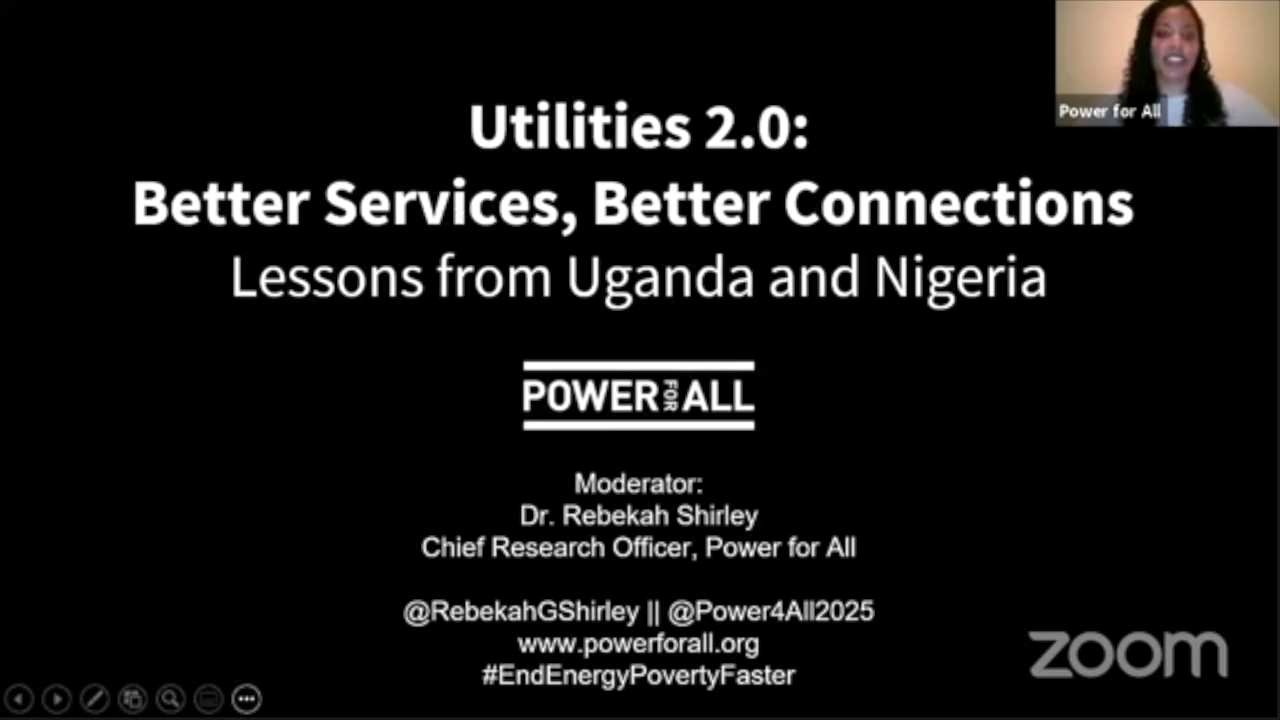 Utilities 2.0:
Better Services, Better Connections
Lessons from Uganda and Nigeria
POWER FOR ALL
Moderator:
Dr. Rebekah Shirley
Chief Research Officer, Power for All
@RebekahGShirley || @Power4All2025
www.powerforall.org
#EndEnergyPovertyFaster
Power for All
zoom